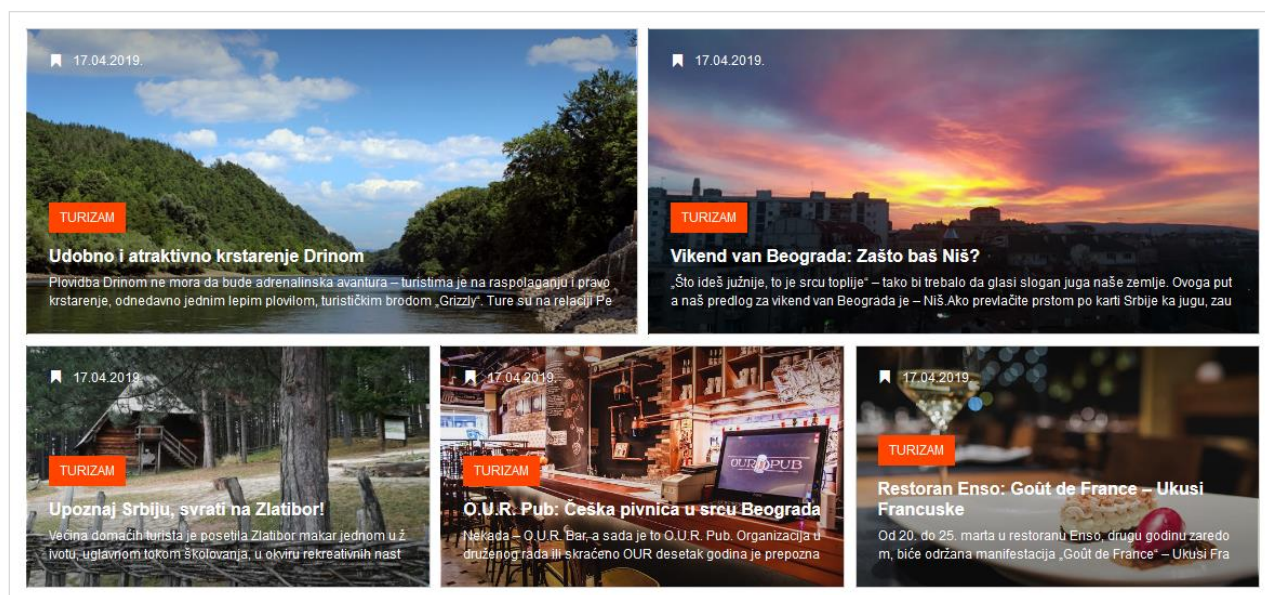 17.04.2019.
TURIZAM
Udobno i atraktivno krstarenje Drinom
Plovidba Drinom ne mora da bude adrenalinska avantura – turistima je na raspolaganju i pravo
krstarenje, odnedavno jednim lepim plovilom, turističkim brodom „Grizzly“. Ture su na relaciji Pe
17.04.2019.
TURIZAM
Vikend van Beograda: Zašto baš Niš?
„Što ideš južnije, to je srcu toplije“ – tako bi trebalo da glasi slogan juga naše zemlje. Ovoga put
a naš predlog za vikend van Beograda je – Niš.Ako prevlačite prstom po karti Srbije ka jugu, zau
17.04.2019.
TURIZAM
Upoznaj Srbiju, svrati na Zlatibor!
Većina domaćih turista je posetila Zlatibor makar jednom u ž
ivotu, uglavnom tokom školovanja, u okviru rekreativnih nast
17.04.2019.
OUR PUB
TURIZAM
O.U.R. Pub: Češka pivnica u srcu Beograda
Nekada – O.U.R. Bar, a sada je to O.U.R. Pub. Organizacija u
druženog rada ili skraćeno OUR desetak godina je prepozna
17.04.2019.
TURIZAM
Restoran Enso: Goût de France – Ukusi
Francuske
Od 20. do 25. marta u restoranu Enso, drugu godinu zaredo
m, biće održana manifestacija „Goût de France“ – Ukusi Fra